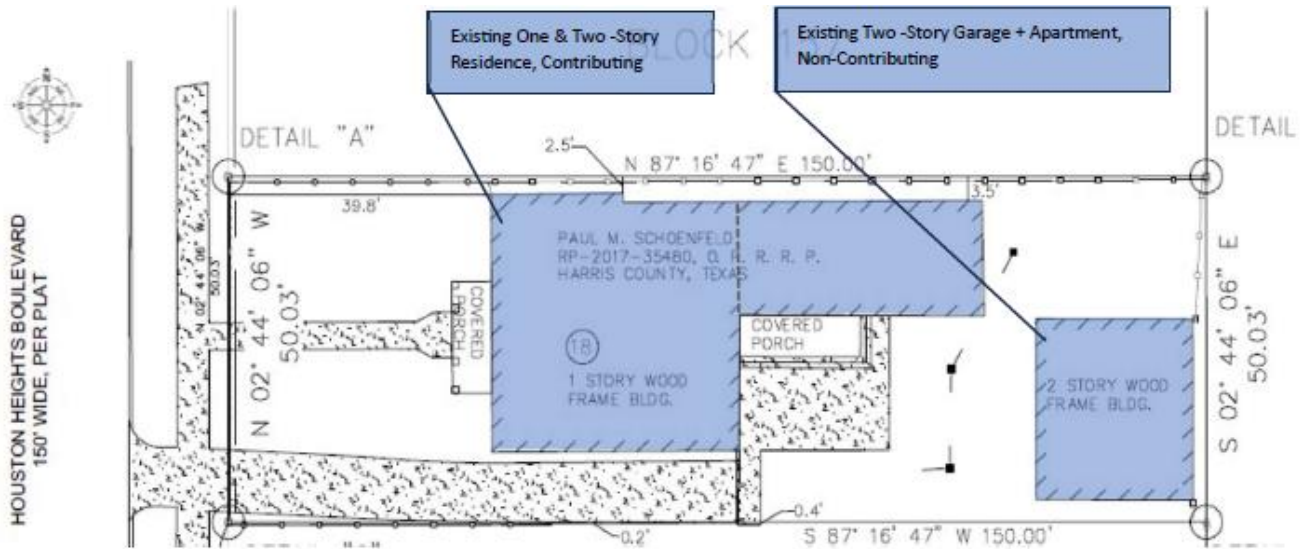 Existing One & Two -Story
Residence, Contributing
Existing Two -Story Garage + Apartment,
Non-Contributing
BLOCK
DETAIL "A"
DETAIL
2.5'
N 87° 16' 47" E 150.00'
3.5'
39.8'
HOUSTON HEIGHTS BOULEVARD
150' WIDE, PER PLAT
N 02° 44' 06" W
50.03'
N 02° 44' 06" W
50.03'
PAUL M. SCHOENFELD
RP-2017-35480, O. P. R. R. P.
HARRIS COUNTY, TEXAS
COVERED
PORCH
18
1 STORY WOOD
FRAME BLDG.
COVERED
PORCH
2 STORY WOOD
FRAME BLDG.
S 02° 44' 06" E
50.03'
0.4'
0.2'
S 87° 16' 47" W 150.00'